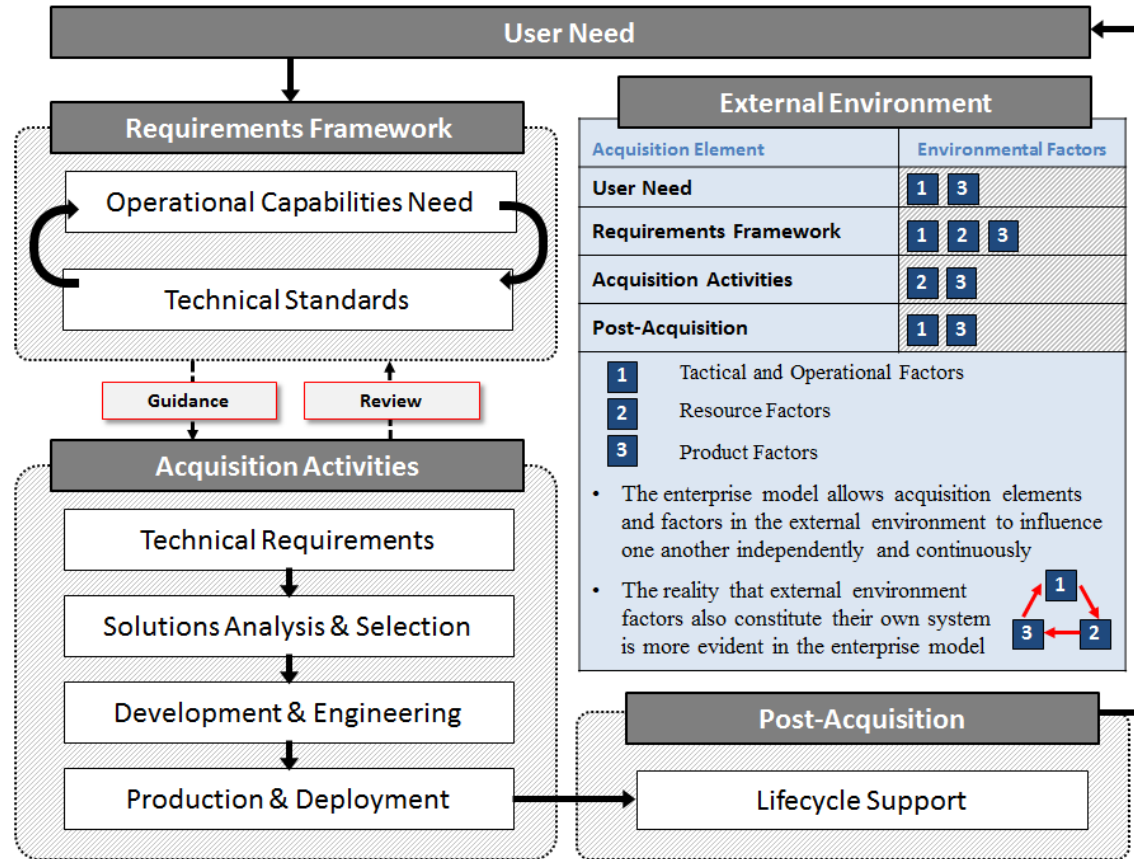 User Need
Requirements Framework
Operational Capabilities Need
Technical Standards
Guidance
Review
Acquisition Activities
Technical Requirements
Solutions Analysis & Selection
Development & Engineering
Production & Deployment
External Environment
Acquisition Element Environmental Factors
User Need 1 3
Requirements Framework 1 2 3
Acquisition Activities 2 3
Post-Acquisition 1 3
1 Tactical and Operational Factors
2 Resource Factors
3 Product Factors
• The enterprise model allows acquisition elements
and factors in the external environment to influence
one another independently and continuously
• The reality that external environment
factors also constitute their own system
is more evident in the enterprise model
1
3 2
Post-Acquisition
Lifecycle Support